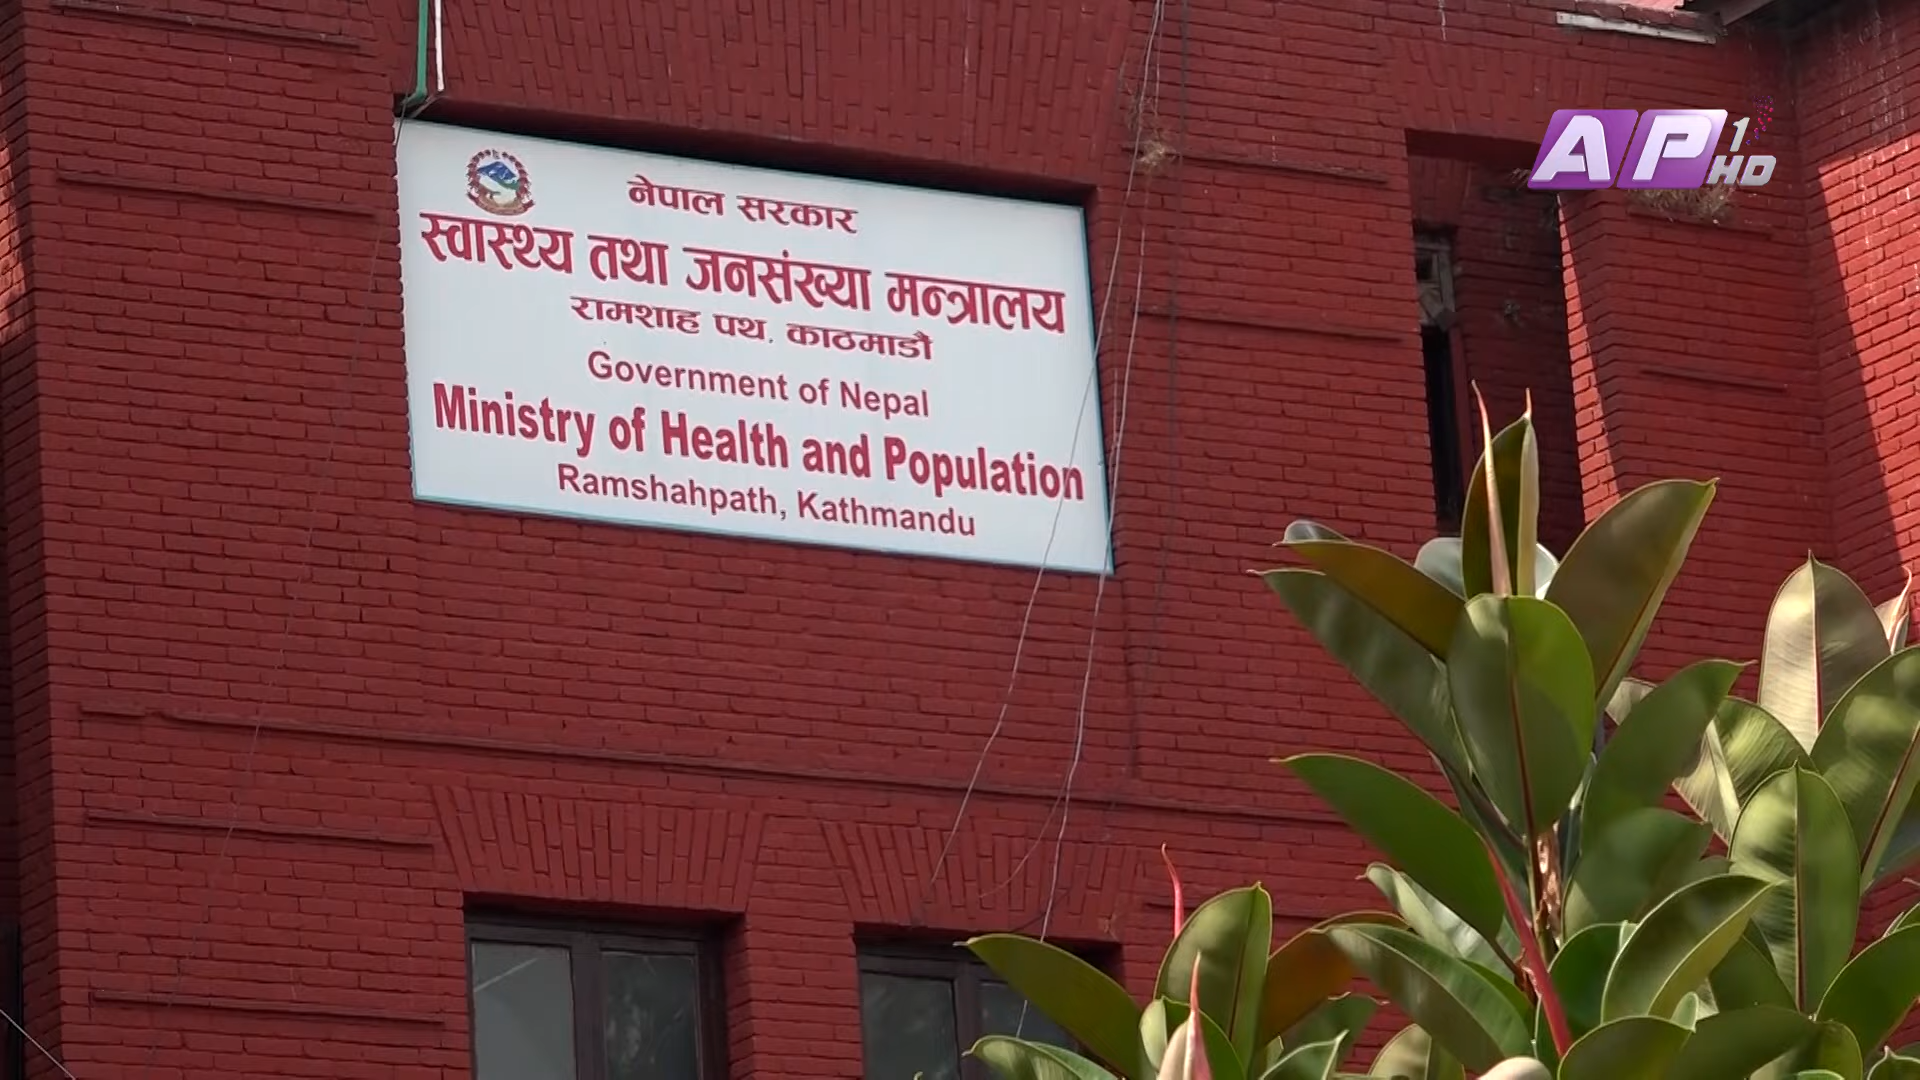 नेपाल सरकार
स्वास्थ्य तथा जनसंख्या मन्त्रालय
रामशाह पथ, काठमाडौं
Government of Nepal
Ministry of Health and Population
Ramshahpath, Kathmandu
AP1 HD